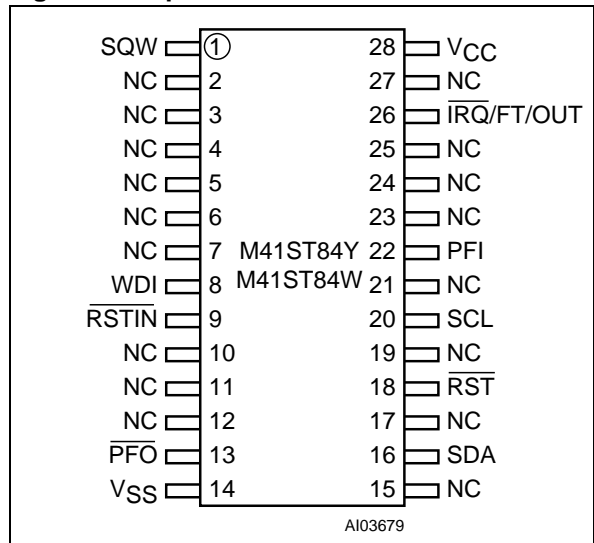 SQW 1 28 VCC
NC 2 27 NC
NC 3 26 IRQ/FT/OUT
NC 4 25 NC
NC 5 24 NC
NC 6 23 NC
NC 7 M41ST84Y 22 PFI
WDI 8 M41ST84W 21 NC
RSTIN 9 20 SCL
NC 10 19 NC
NC 11 18 RST
NC 12 17 NC
PFO 13 16 SDA
VSS 14 15 NC
AI03679